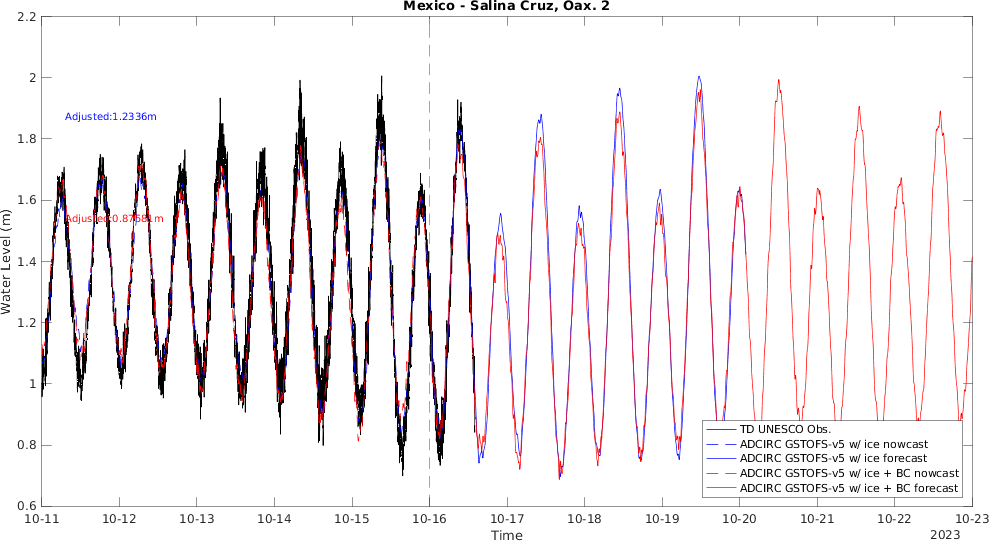 Mexico - Salina Cruz, Oax. 2
2.2
2
1.8
1.6
1.4
1.2
1
0.8
0.6
Water Level (m)
Adjusted:1.2336m
Adjusted:0.87581m
TD UNESCO Obs.
ADCIRC GSTOFS-v5 w/ ice nowcast
ADCIRC GSTOFS-v5 w/ ice forecast
ADCIRC GSTOFS-v5 w/ ice + BC nowcast
ADCIRC GSTOFS-v5 w/ ice + BC forecast
10-11 10-12 10-13 10-14 10-15 10-16 10-17 10-18 10-19 10-20 10-21 10-22 10-23
Time
2023